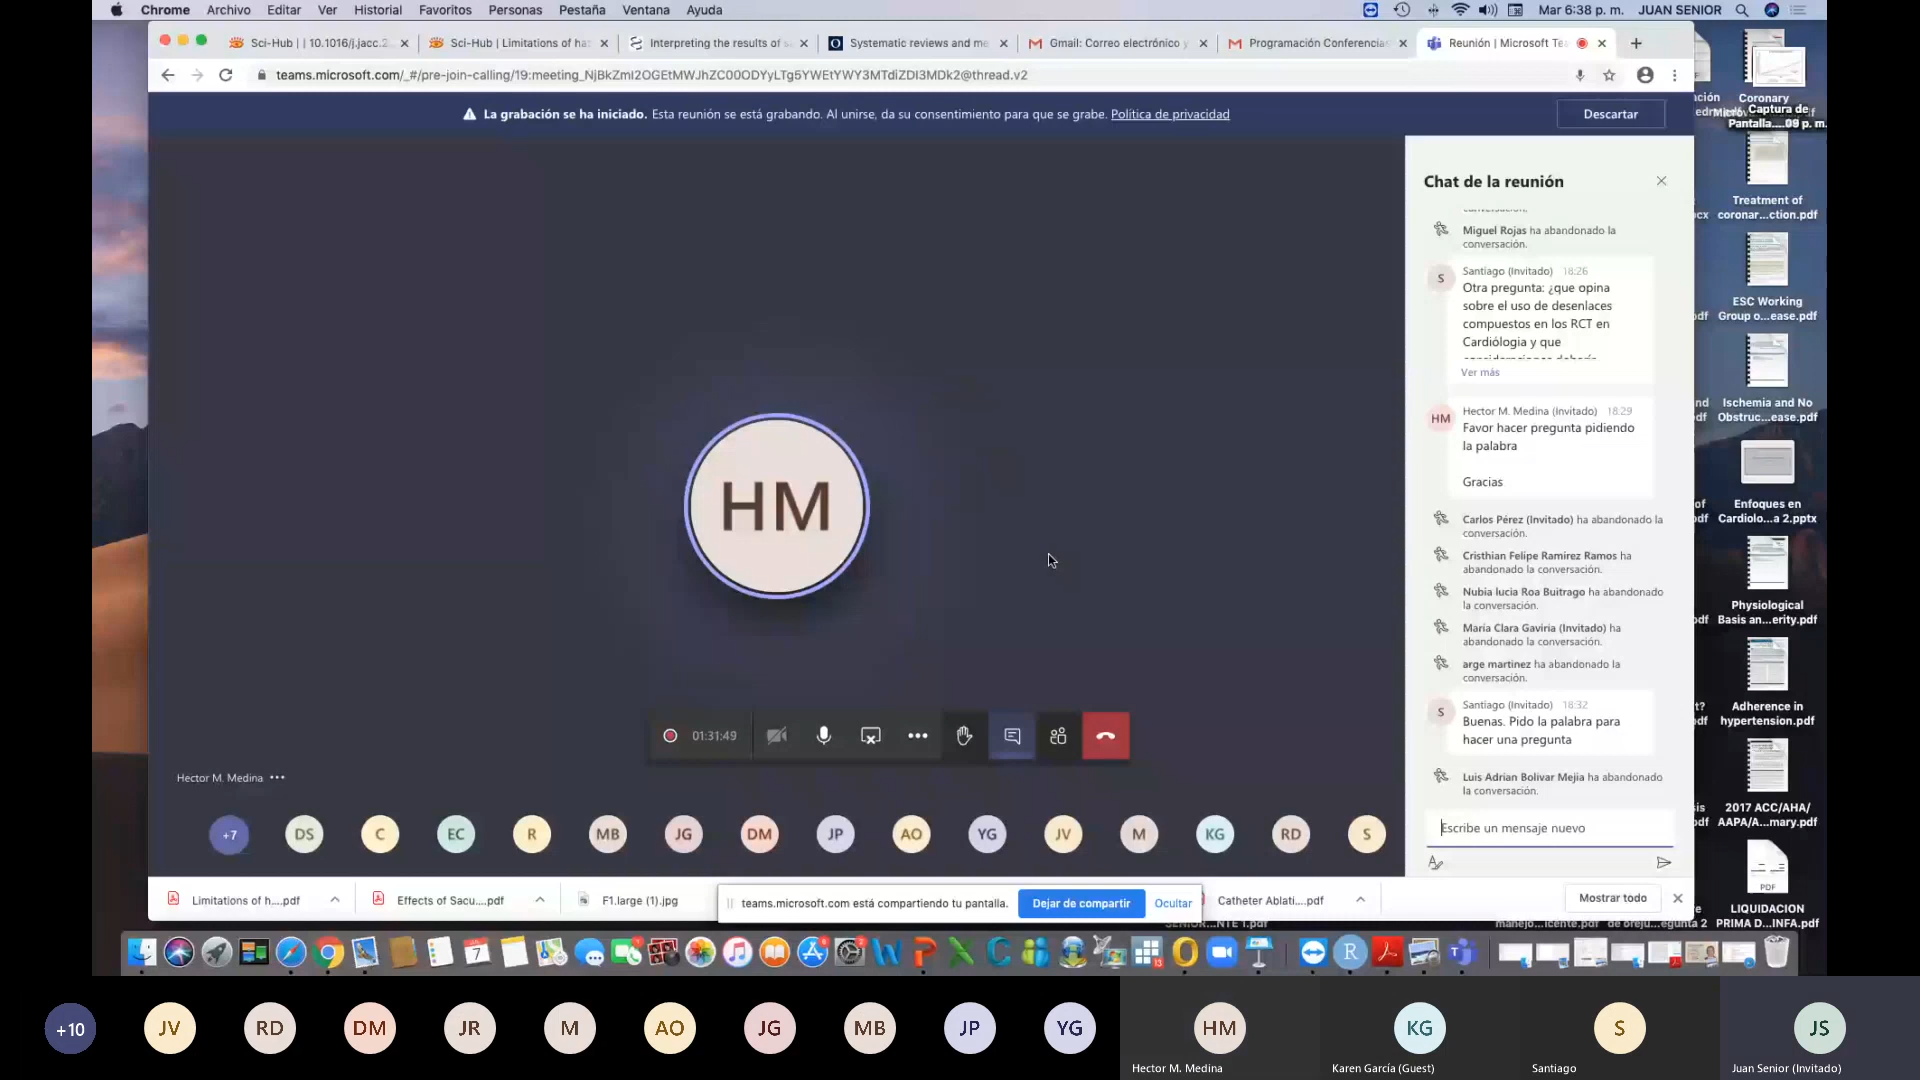 Chrome Archivo Editar Ver Historial Favoritos Personas Pestaña Ventana Ayuda
Mar 6:38 p. m. JUAN SENIOR
Sci-Hub | | 10.1016/j.jacc.2
Sci-Hub | Limitations of ha
Interpreting the results of s
Systematic reviews and me
Gmail: Correo electrónico y
Programación Conferencias
Reunión | Microsoft Te
teams.microsoft.com/_#/pre-join-calling/19:meeting_NjBkZmI2OGEtMWJhZC00ODYyLTg5YWEtYWY3MTdiZDI3MDk2@thread.v2
La grabación se ha iniciado. Esta reunión se está grabando. Al unirse, da su consentimiento para que se grabe. Política de privacidad
Descartar
Chat de la reunión
Miguel Rojas ha abandonado la
conversación.
S
Santiago (Invitado) 18:26
Otra pregunta: ¿que opina
sobre el uso de desenlaces
compuestos en los RCT en
Cardiólogia y que
Ver más
HM
Hector M. Medina (Invitado) 18:29
Favor hacer pregunta pidiendo
la palabra
Gracias
Carlos Pérez (Invitado) ha abandonado la
conversación.
Cristhian Felipe Ramirez Ramos ha
abandonado la conversación.
Nubia lucia Roa Buitrago ha abandonado
la conversación.
Maria Clara Gaviria (Invitado) ha
abandonado la conversación.
arge martinez ha abandonado la
conversación.
S
Santiago (Invitado) 18:32
Buenas. Pido la palabra para
hacer una pregunta
Luis Adrian Bolivar Mejia ha abandonado
la conversación.
Escribe un mensaje nuevo
HM
01:31:49
Hector M. Medina
+7 DS C EC R MB JG DM JP AO YG JV M KG RD S
Limitations of h....pdf
Effects of Sacu....pdf
F1.large (1).jpg
teams.microsoft.com está compartiendo tu pantalla.
Dejar de compartir
Ocultar
Catheter Ablati....pdf
Mostrar todo
Coronary
Captura de
Pantalla....09 p. m.
Treatment of
coronar...ction.pdf
ESC Working
Group o...ease.pdf
Ischemia and No
Obstruc...ease.pdf
Enfoques en
Cardiolo...a 2.pptx
Physiological
Basis an...erity.pdf
Adherence in
hypertension.pdf
2017 ACC/AHA/
AAPA/A...mary.pdf
PDF
LIQUIDACION
PRIMA D...INFA.pdf
+10 JV RD DM JR M AO JG MB JP YG HM KG S JS
Hector M. Medina
Karen García (Guest)
Santiago
Juan Senior (Invitado)